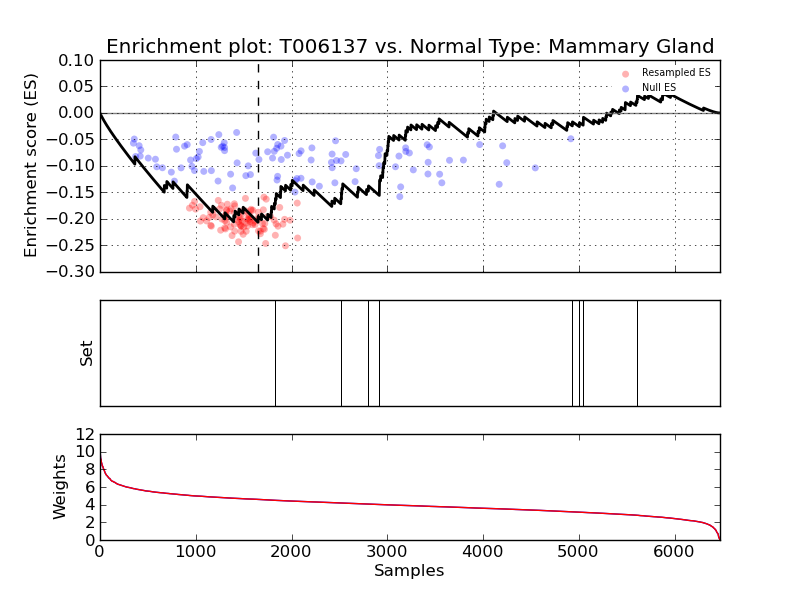 Enrichment plot: T006137 vs. Normal Type: Mammary Gland
0.10
0.05
0.00
−0.05
−0.10
−0.15
−0.20
−0.25
−0.30
Enrichment score (ES)
Resampled ES
Null ES
Set
12
10
8
6
4
2
0
Weights
0 1000 2000 3000 4000 5000 6000
Samples